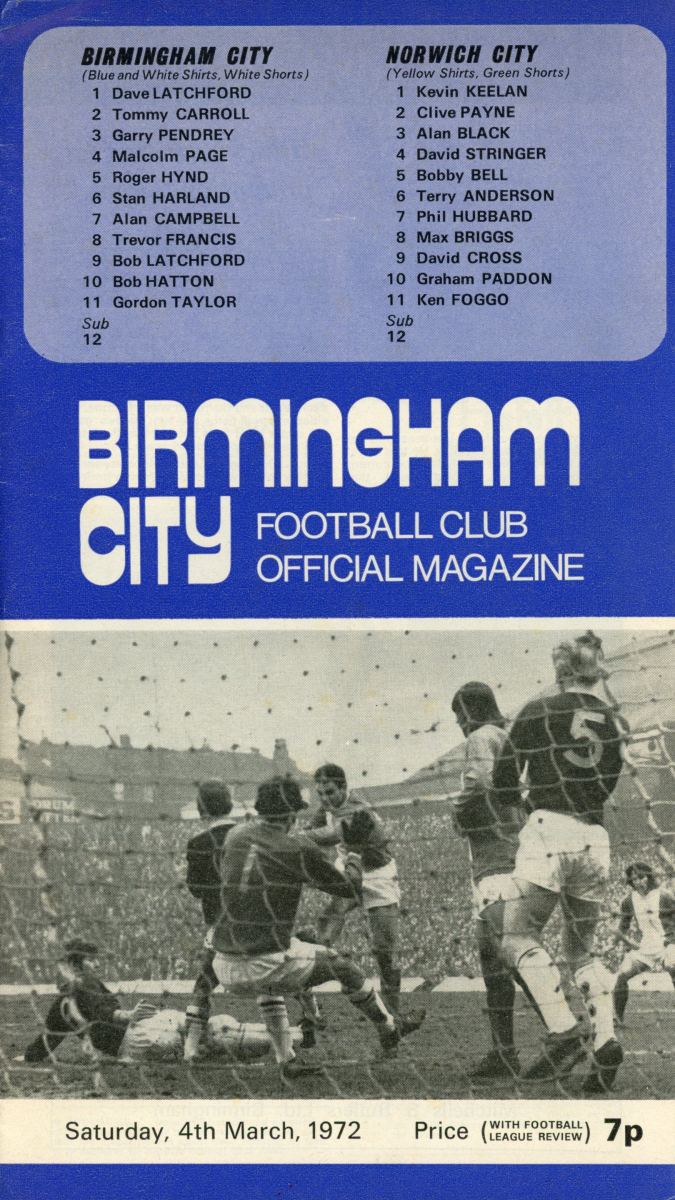 BIRMINGHAM CITY
(Blue and White Shirts, White Shorts)
1 Dave LATCHFORD
2 Tommy CARROLL
3 Garry PENDREY
4 Malcolm PAGE
5 Roger HYND
6 Stan HARLAND
7 Alan CAMPBELL
8 Trevor FRANCIS
9 Bob LATCHFORD
10 Bob HATTON
11 Gordon TAYLOR
Sub
12
NORWICH CITY
(Yellow Shirts, Green Shorts)
1 Kevin KEELAN
2 Clive PAYNE
3 Alan BLACK
4 David STRINGER
5 Bobby BELL
6 Terry ANDERSON
7 Phil HUBBARD
8 Max BRIGGS
9 David CROSS
10 Graham PADDON
11 Ken FOGGO
Sub
12
BIRMINGHAM
CITY
FOOTBALL CLUB
OFFICIAL MAGAZINE
1
5
Saturday, 4th March, 1972
Price (WITH FOOTBALL LEAGUE REVIEW) 7p